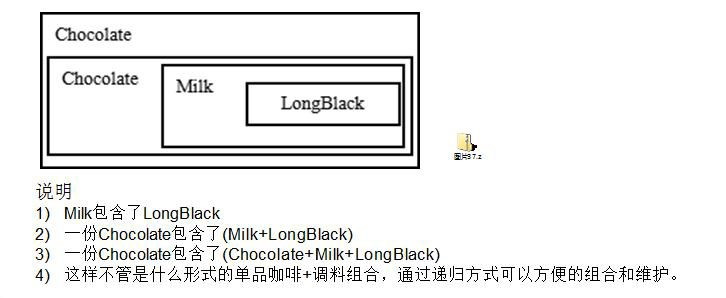 Chocolate
Chocolate
Milk
LongBlack
图片37.z
说明
1) Milk包含了LongBlack
2) 一份Chocolate包含了(Milk+LongBlack)
3) 一份Chocolate包含了(Chocolate+Milk+LongBlack)
4) 这样不管是什么形式的单品咖啡+调料组合，通过递归方式可以方便的组合和维护。